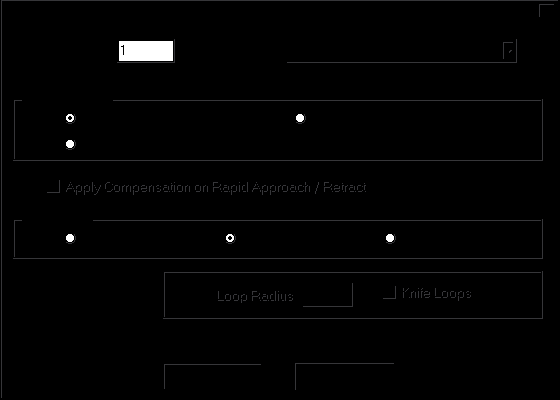 1
Apply Compensation on Rapid Approach / Retract
Loop Radius Knife Loops